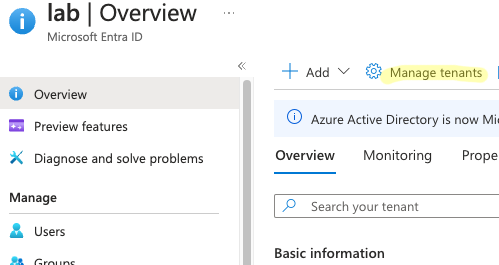 lab | Overview ...
Microsoft Entra ID
«
Overview
Preview features
Diagnose and solve problems
Manage
Users
Groups
+ Add Manage tenants
Azure Active Directory is now Mi
Overview Monitoring Prope
Search your tenant
Basic information